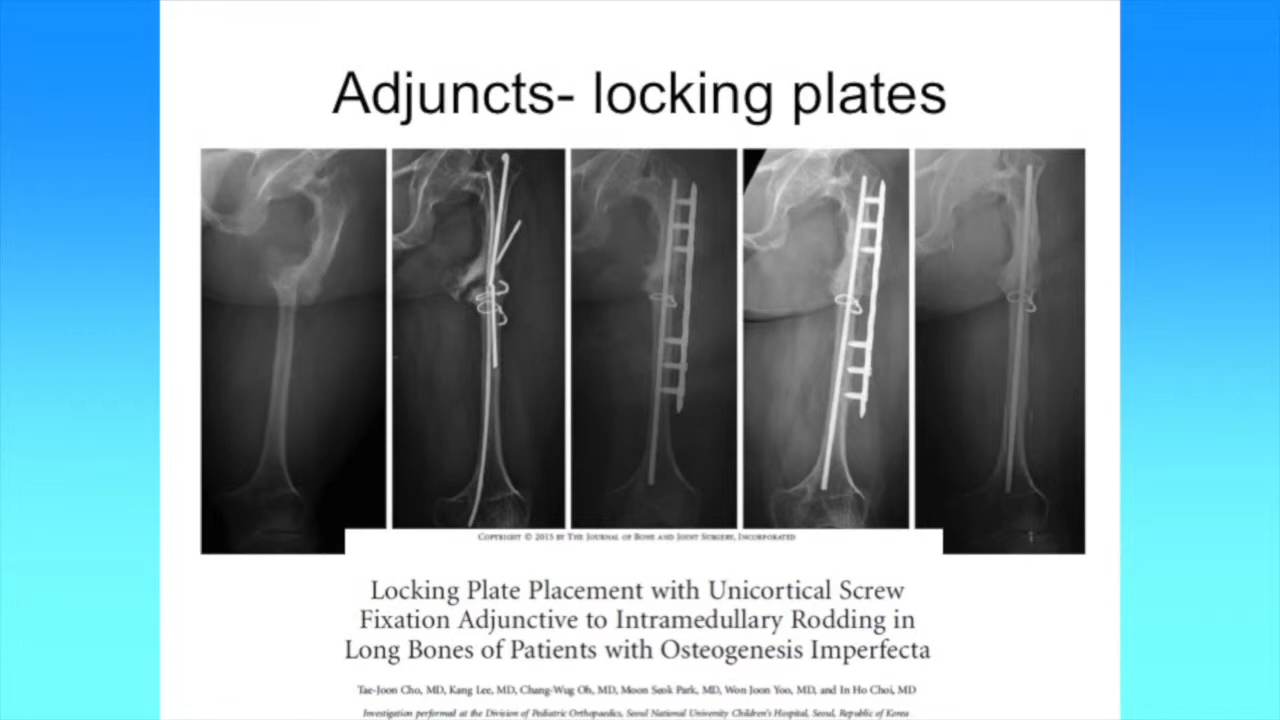 Adjuncts- locking plates
Copyright © 2015 by The Journal of Bone and Joint Surgery, Incorporated
Locking Plate Placement with Unicortical Screw
Fixation Adjunctive to Intramedullary Rodding in
Long Bones of Patients with Osteogenesis Imperfecta
Tae-Joon Cho, MD, Kang Lee, MD, Chang-Wug Oh, MD, Moon Seok Park, MD, Won Joon Yoo, MD, and In Ho Choi, MD
Investigation performed at the Division of Pediatric Orthopaedics, Seoul National University Children's Hospital, Seoul, Republic of Korea